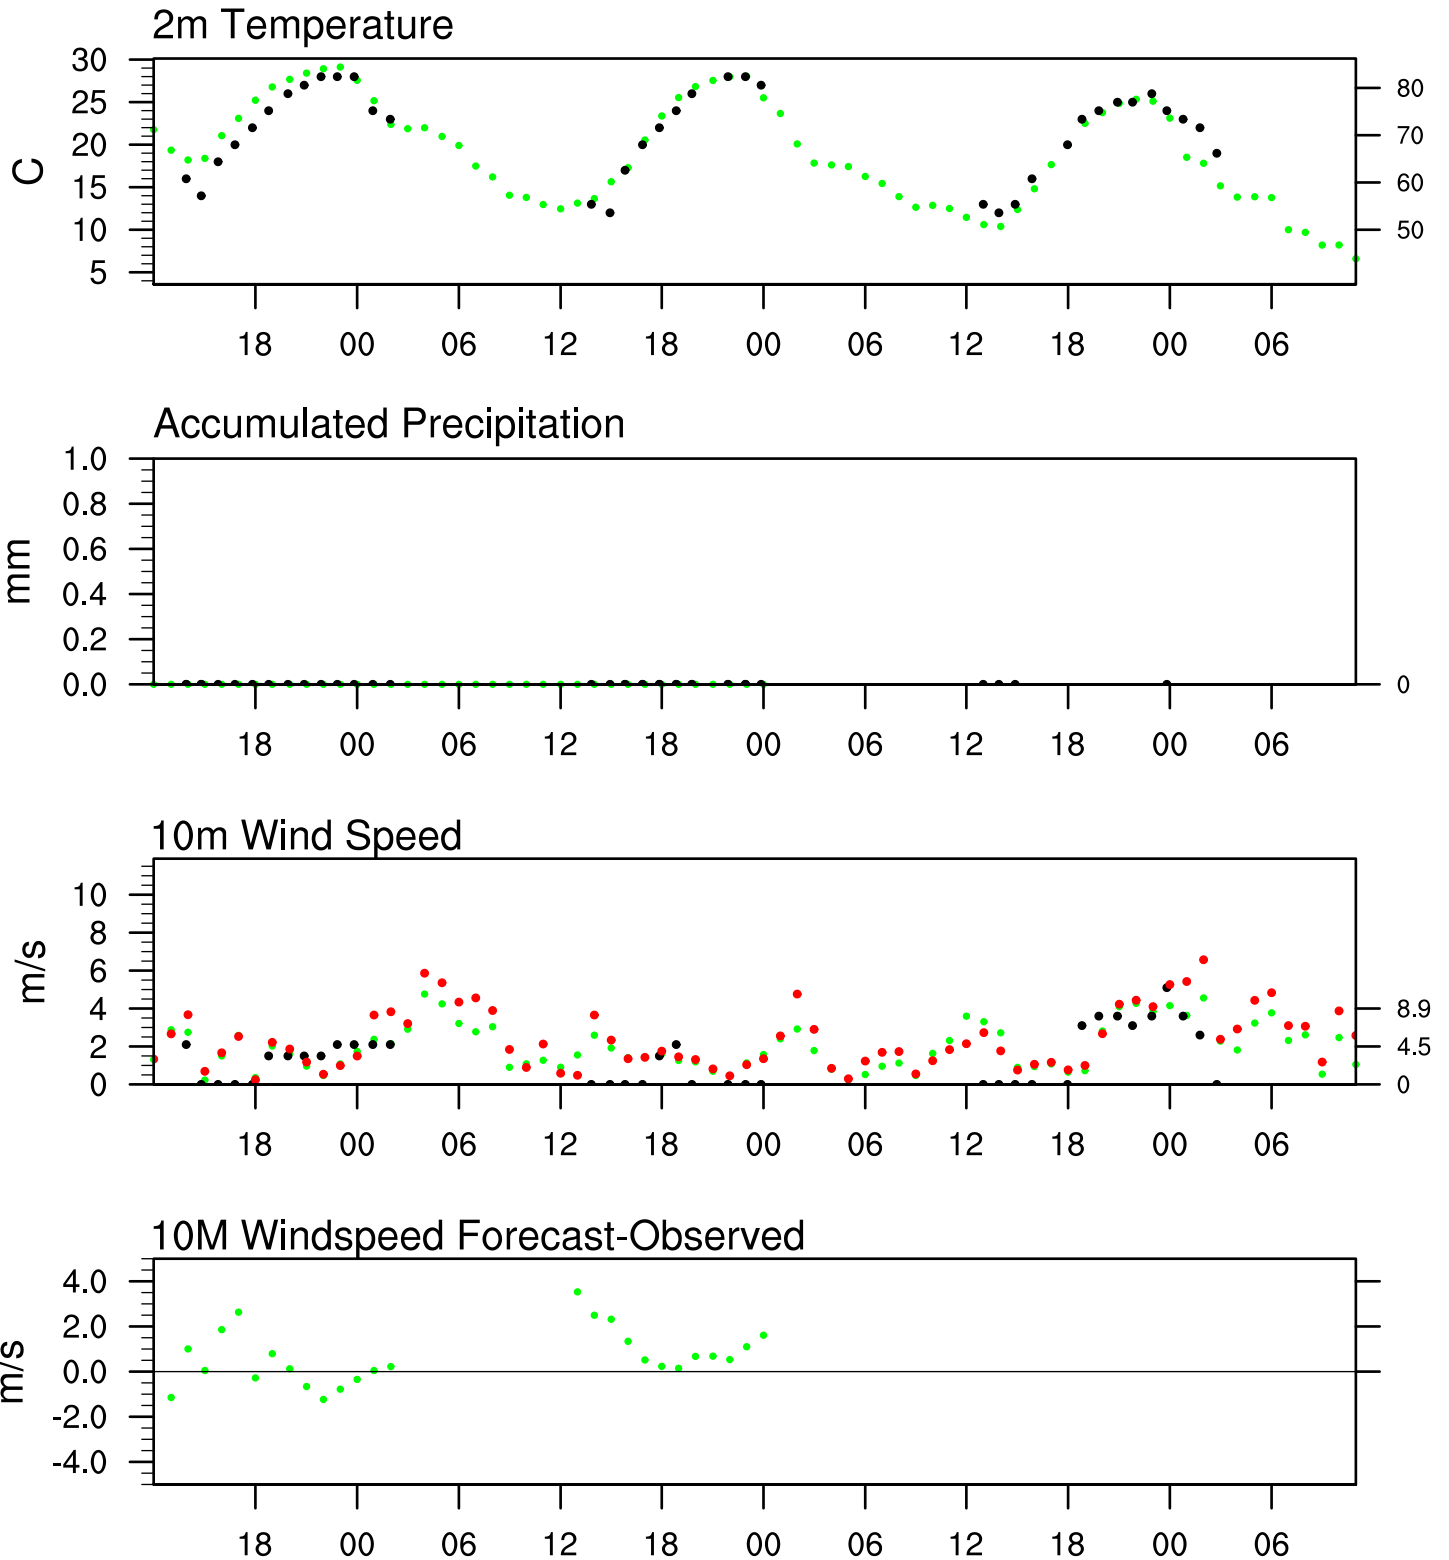 2m Temperature
30
25
20
15
10
5
C
80
70
60
50
18 00 06 12 18 00 06 12 18 00 06
Accumulated Precipitation
1.0
0.8
0.6
0.4
0.2
0.0
mm
0
18 00 06 12 18 00 06 12 18 00 06
10m Wind Speed
10
8
6
4
2
0
m/s
8.9
4.5
0
18 00 06 12 18 00 06 12 18 00 06
10M Windspeed Forecast-Observed
4.0
2.0
0.0
-2.0
-4.0
m/s
18 00 06 12 18 00 06 12 18 00 06